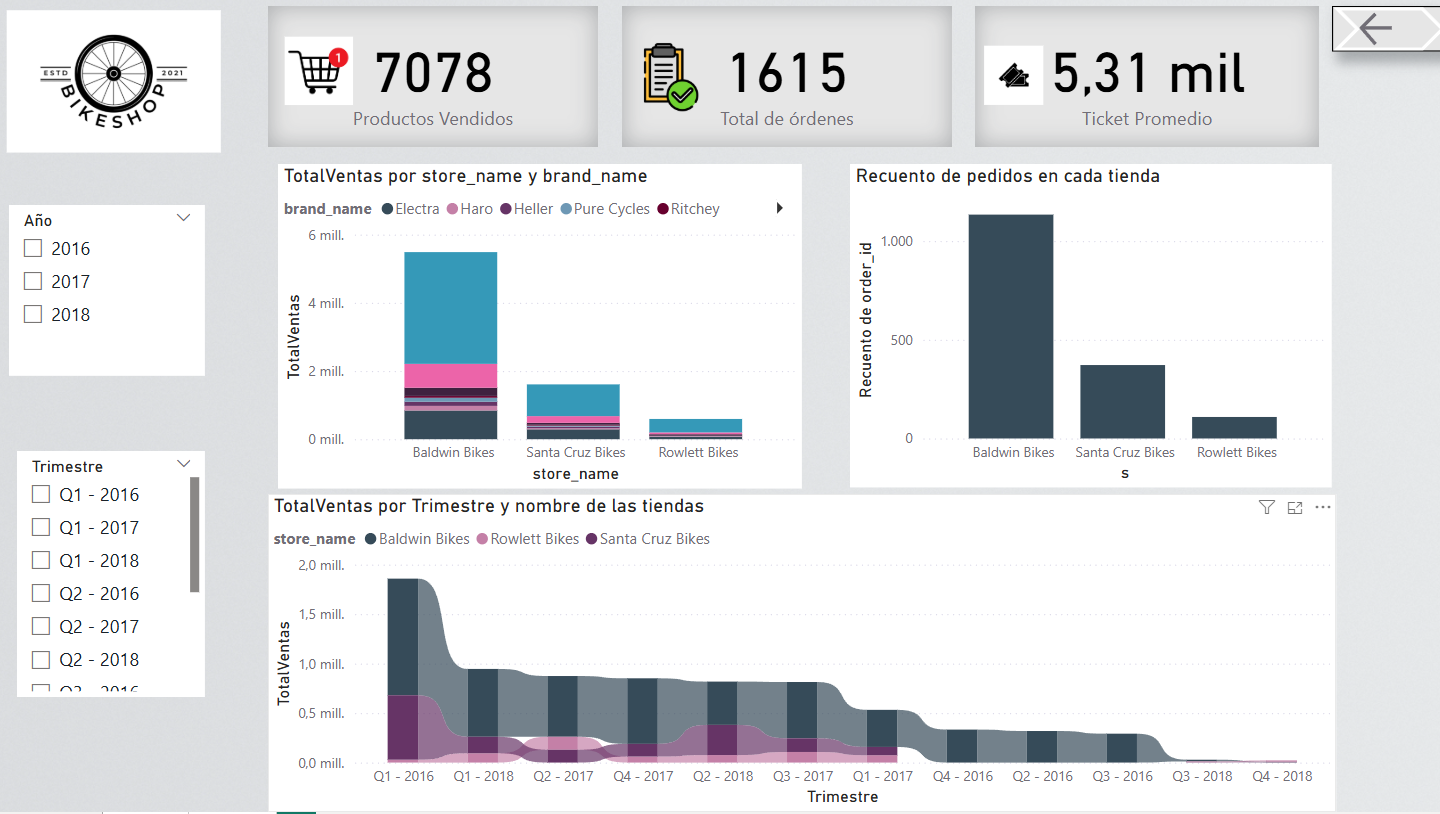 ESTD 2021
BIKESHOP
1
7078
Productos Vendidos
1615
Total de órdenes
5,31 mil
Ticket Promedio
Año
2016
2017
2018
Trimestre
Q1 - 2016
Q1 - 2017
Q1 - 2018
Q2 - 2016
Q2 - 2017
Q2 - 2018
Q3 - 2016
TotalVentas por store_name y brand_name
brand_name Electra Haro Heller Pure Cycles Ritchey
TotalVentas
6 mill.
4 mill.
2 mill.
0 mill.
Baldwin Bikes Santa Cruz Bikes Rowlett Bikes
store_name
Recuento de pedidos en cada tienda
Recuento de order_id
1.000
500
0
Baldwin Bikes Santa Cruz Bikes Rowlett Bikes
s
TotalVentas por Trimestre y nombre de las tiendas
store_name Baldwin Bikes Rowlett Bikes Santa Cruz Bikes
TotalVentas
2,0 mill.
1,5 mill.
1,0 mill.
0,5 mill.
0,0 mill.
Q1 - 2016 Q1 - 2018 Q2 - 2017 Q4 - 2017 Q2 - 2018 Q3 - 2017 Q1 - 2017 Q4 - 2016 Q2 - 2016 Q3 - 2016 Q3 - 2018 Q4 - 2018
Trimestre